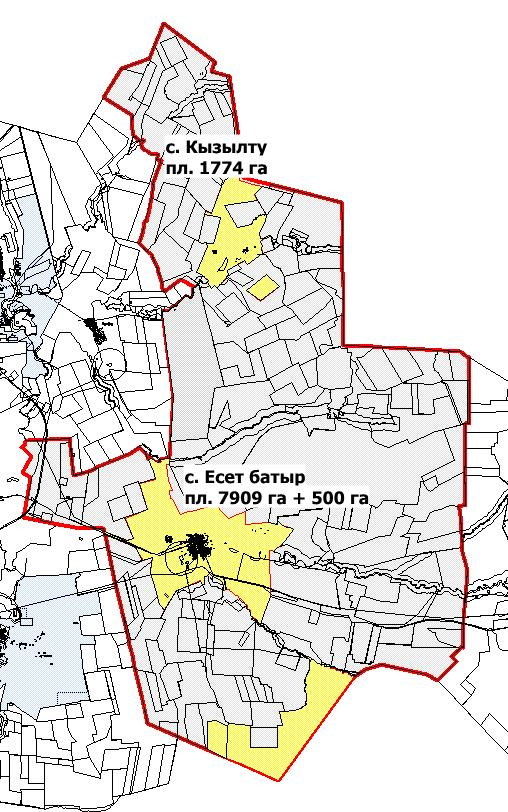 с. Кызылту
пл. 1774 га
с. Есет батыр
пл. 7909 га + 500 га